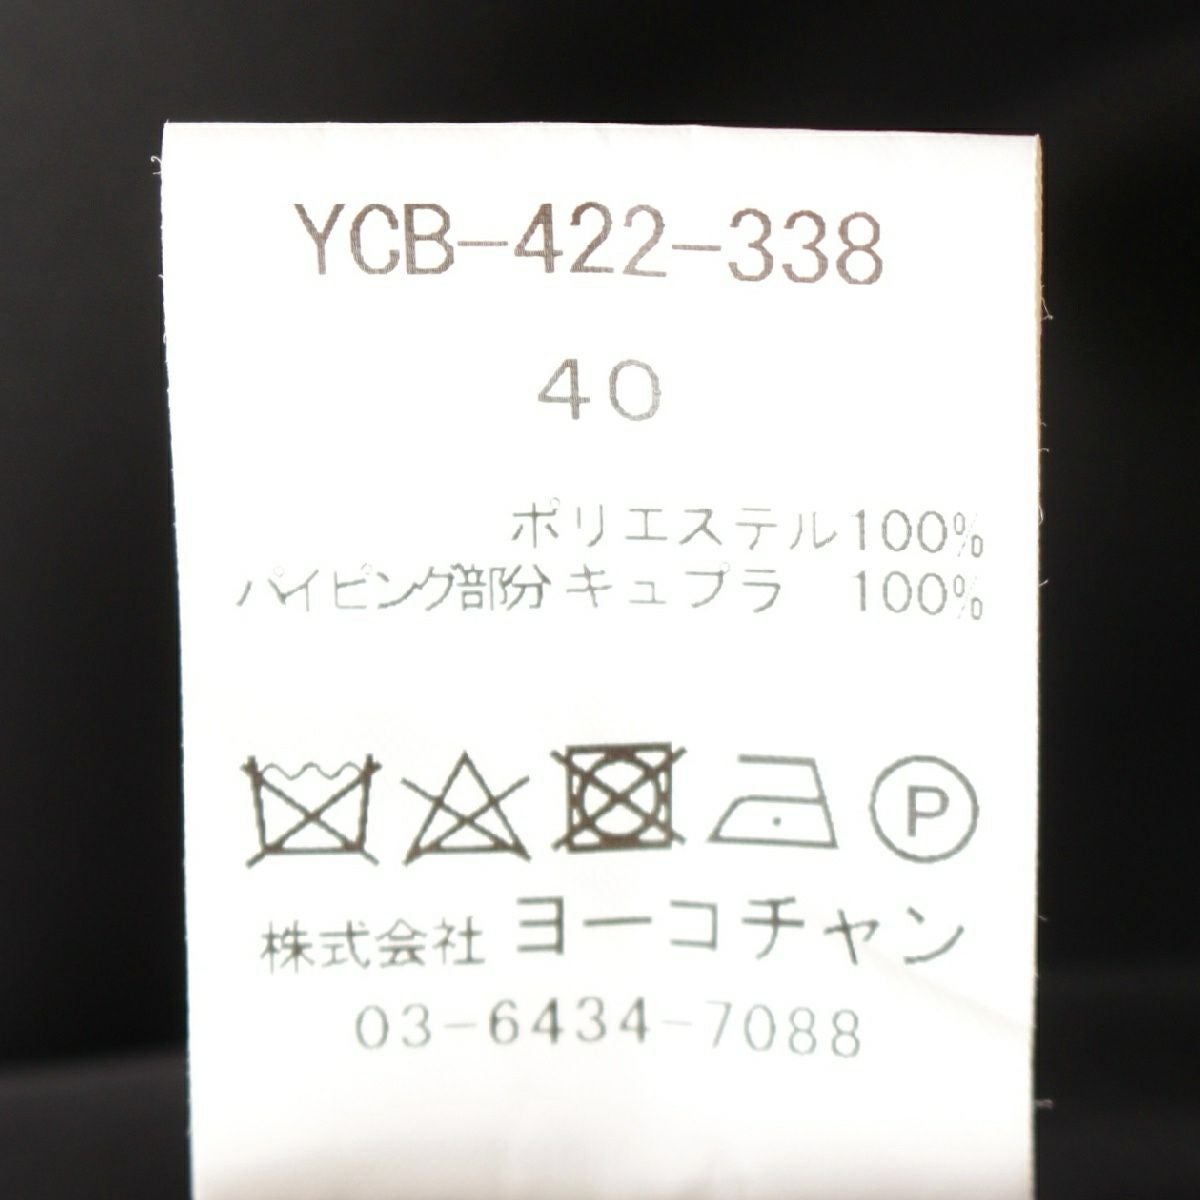 YCB-422-338
40
ポリエステル100%
パイピング部分 キュプラ 100%
P
株式会社 ヨーコチャン
03-6434-7088